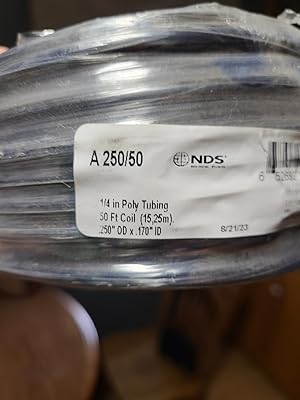 A 250/50
NDS
1/4 in Poly Tubing
50 Ft Coil (15,25m).
.250" OD x .170" ID
8/21/23